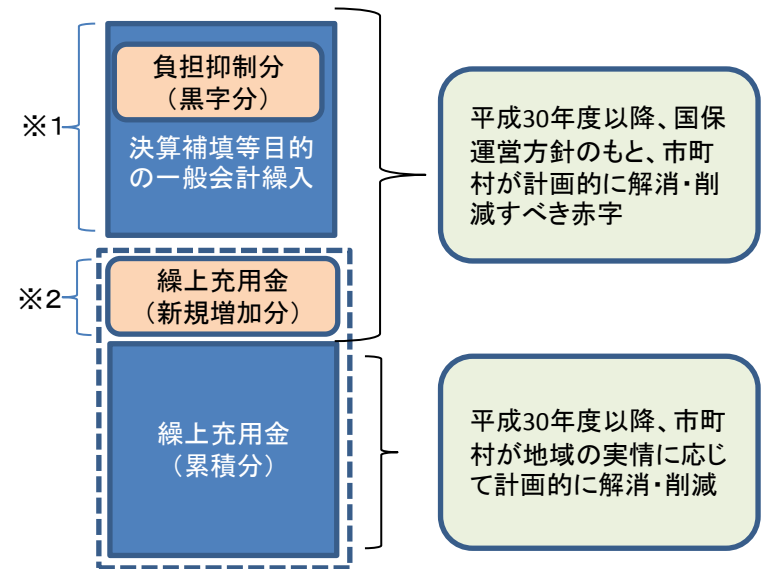 ※1
負担抑制分
（黒字分）
決算補填等目的
の一般会計繰入
平成30年度以降、国保
運営方針のもと、市町
村が計画的に解消・削
減すべき赤字
※2
繰上充用金
（新規増加分）
繰上充用金
（累積分）
平成30年度以降、市町
村が地域の実情に応じ
て計画的に解消・削減